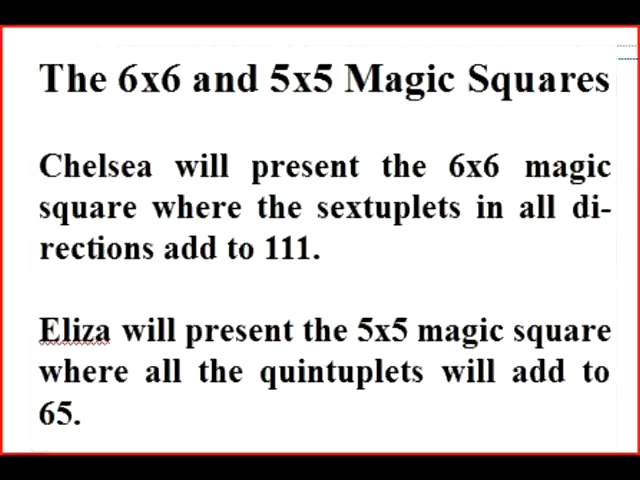 The 6x6 and 5x5 Magic Squares
Chelsea will present the 6x6 magic
square where the sextuplets in all di-
rections add to 111.
Eliza will present the 5x5 magic square
where all the quintuplets will add to
65.